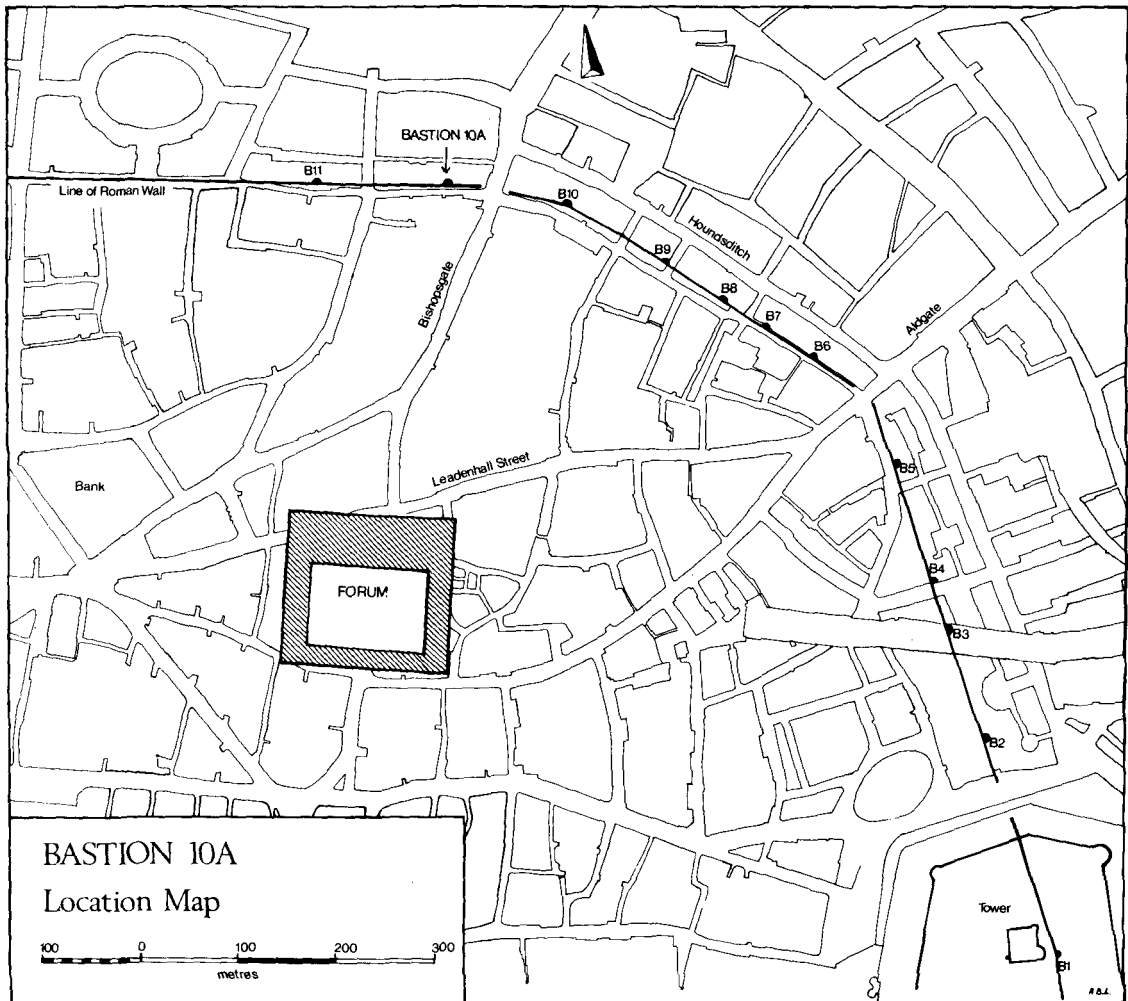 BASTION 10A
B11
Line of Roman Wall
B10
Houndsditch
B9
Bishopsgate
B8
B7
Aldgate
B6
Leadenhall Street
B5
Bank
B4
FORUM
B3
B2
BASTION 10A
Location Map
100 0 100 200 300
metres
Tower
B1